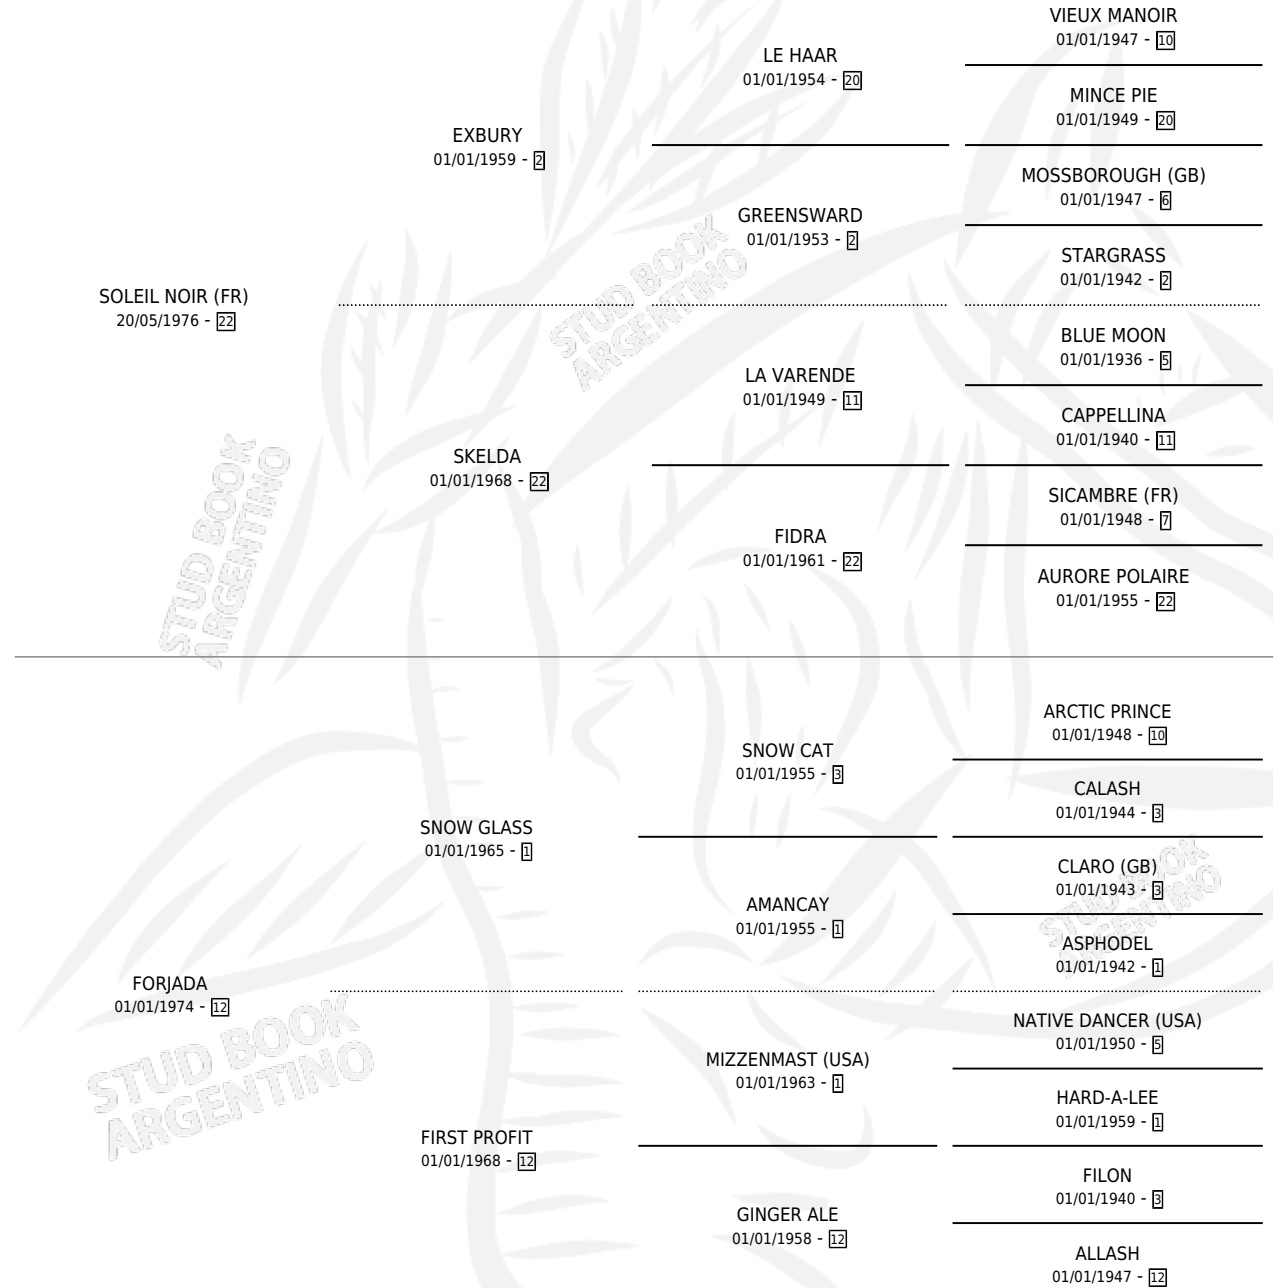 VIEUX MANOIR
01/01/1947 - 10
LE HAAR
01/01/1954 - 20
MINCE PIE
01/01/1949 - 20
EXBURY
01/01/1959 - 2
MOSSBOROUGH (GB)
01/01/1947 - 6
GREENSWARD
01/01/1953 - 2
STARGRASS
01/01/1942 - 2
SOLEIL NOIR (FR)
20/05/1976 - 22
BLUE MOON
01/01/1936 - 5
LA VARENDE
01/01/1949 - 11
CAPPELLINA
01/01/1940 - 11
SKELDA
01/01/1968 - 22
SICAMBRE (FR)
01/01/1948 - 7
FIDRA
01/01/1961 - 22
AURORE POLAIRE
01/01/1955 - 22
ARCTIC PRINCE
01/01/1948 - 10
SNOW CAT
01/01/1955 - 3
CALASH
01/01/1944 - 3
SNOW GLASS
01/01/1965 - 1
CLARO (GB)
01/01/1943 - 3
AMANCAY
01/01/1955 - 1
ASPHODEL
01/01/1942 - 1
FORJADA
01/01/1974 - 12
NATIVE DANCER (USA)
01/01/1950 - 5
MIZZENMAST (USA)
01/01/1963 - 1
HARD-A-LEE
01/01/1959 - 1
FIRST PROFIT
01/01/1968 - 12
FILON
01/01/1940 - 3
GINGER ALE
01/01/1958 - 12
ALLASH
01/01/1947 - 12
STUD BOOK
ARGENTINO
STUD BOOK
ARGENTINO
STUD BOOK
ARGENTINO
STUD BOOK
ARGENTINO